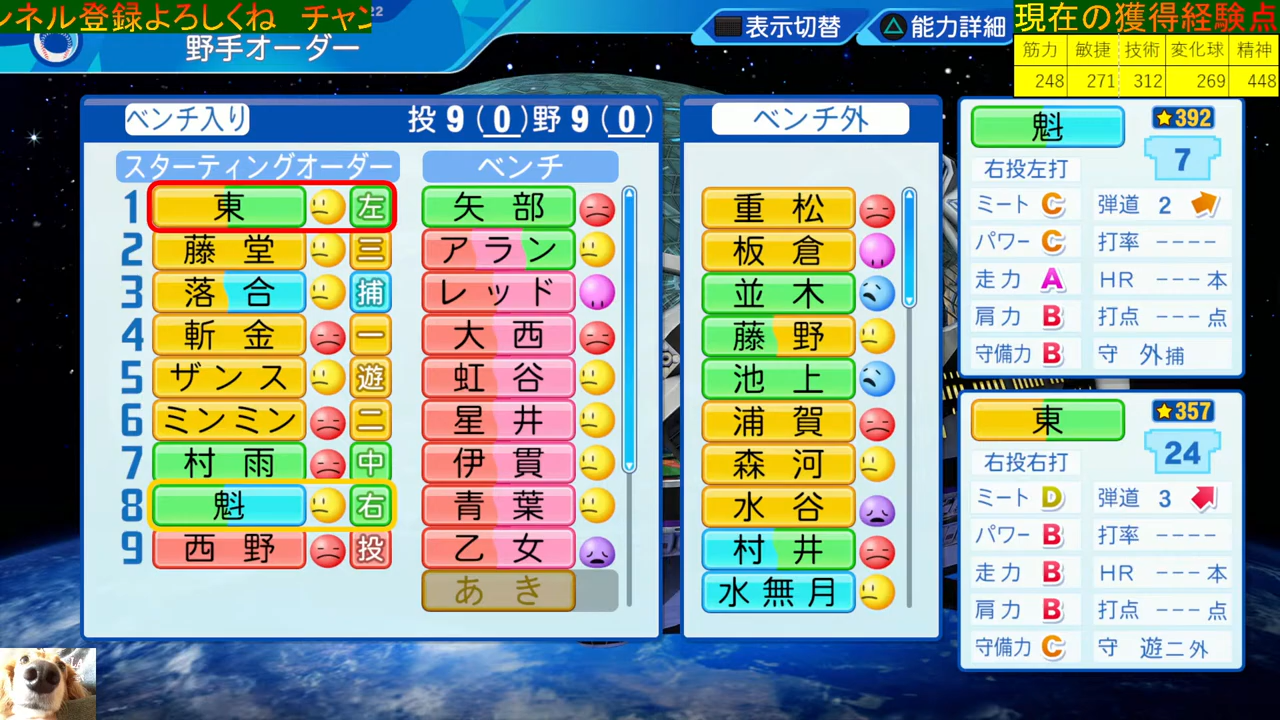 ンネル登録よろしくね　チャン
22
野手オーダー
表示切替
能力詳細
現在の獲得経験点
筋力 敏捷 技術 変化球 精神
248 271 312 269 448
ベンチ入り 投9(0)野9(0)
スターティングオーダー ベンチ
1 東 左
2 藤堂 三
3 落合 捕
4 斬金 一
5 ザンス 遊
6 ミンミン 二
7 村雨 中
8 魁 右
9 西野 投
矢部
アラン
レッド
大西
虹谷
星井
伊貫
青葉
乙女
あき
ベンチ外
重松
板倉
並木
藤野
池上
浦賀
森河
水谷
村井
水無月
魁 ★392
7
右投左打
ミート C 弾道 2
パワー C 打率 ----
走力 A HR ---本
肩力 B 打点 ---点
守備力 B 守 外捕
東 ★357
24
右投右打
ミート D 弾道 3
パワー B 打率 ----
走力 B HR ---本
肩力 B 打点 ---点
守備力 C 守 遊二外